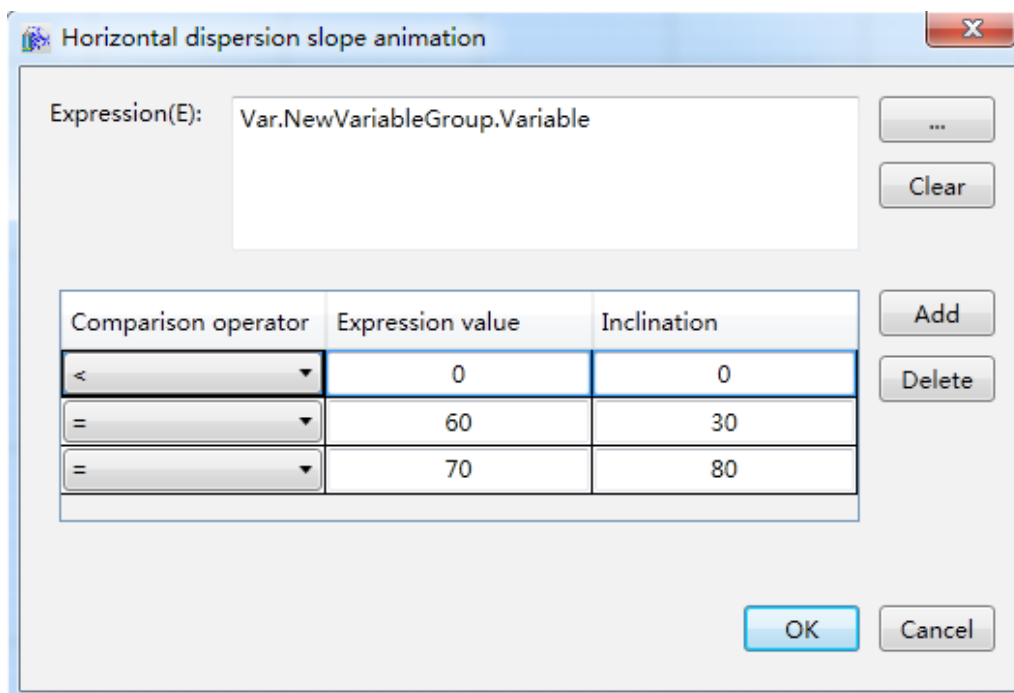 Horizontal dispersion slope animation
Expression(E): Var.NewVariableGroup.Variable ...
Clear
Comparison operator Expression value Inclination Add
< 0 0 Delete
= 60 30
= 70 80
OK Cancel